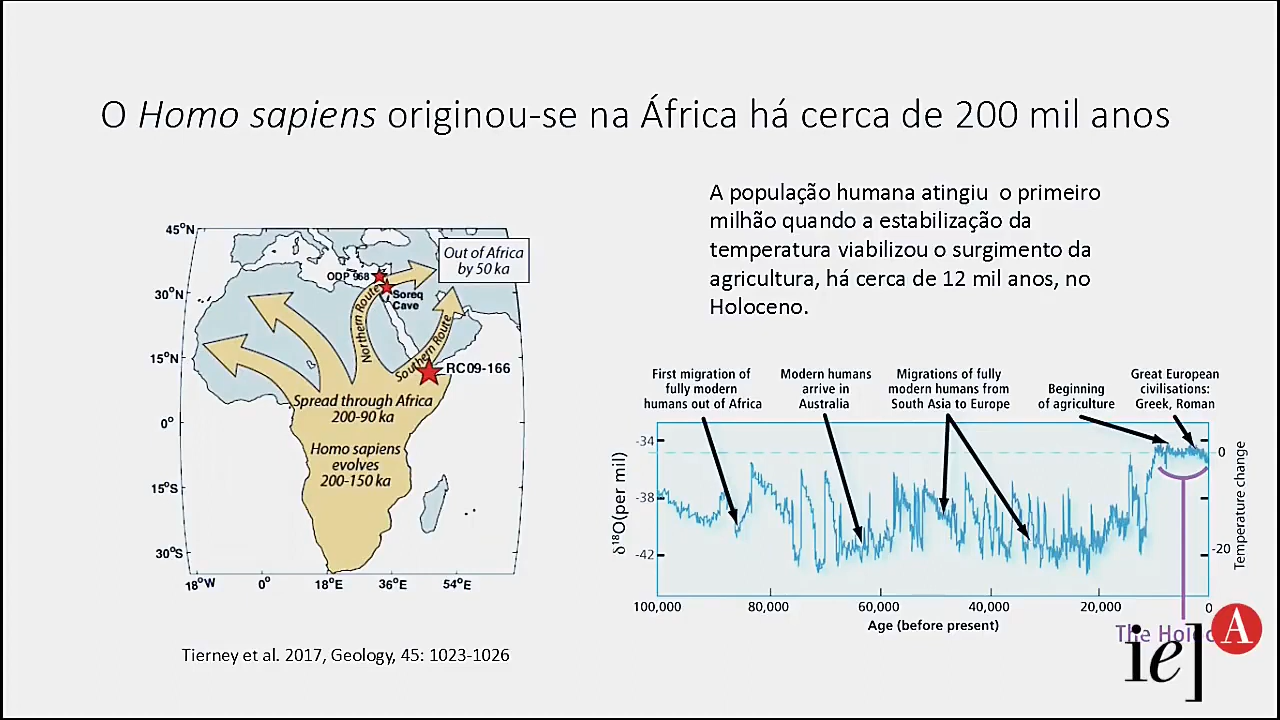 O Homo sapiens originou-se na África há cerca de 200 mil anos
A população humana atingiu o primeiro
milhão quando a estabilização da
temperatura viabilizou o surgimento da
agricultura, há cerca de 12 mil anos, no
Holoceno.
45°N
30°N
15°N
0°
15°S
30°S
18°W
0°
18°E
36°E
54°E
Out of Africa
by 50 ka
ODP 968
Soreq
Cave
Northern Route
Southern Route
RC09-166
Spread through Africa
200-90 ka
Homo sapiens
evolves
200-150 ka
Tierney et al. 2017, Geology, 45: 1023-1026
First migration of
fully modern
humans out of Africa
Modern humans
arrive in
Australia
Migrations of fully
modern humans from
South Asia to Europe
Beginning
of agriculture
Great European
civilisations:
Greek, Roman
δ¹⁸O(per mil)
-34
-38
-42
0
-20
Temperature change
100,000
80,000
60,000
40,000
20,000
0
Age (before present)
The
iea